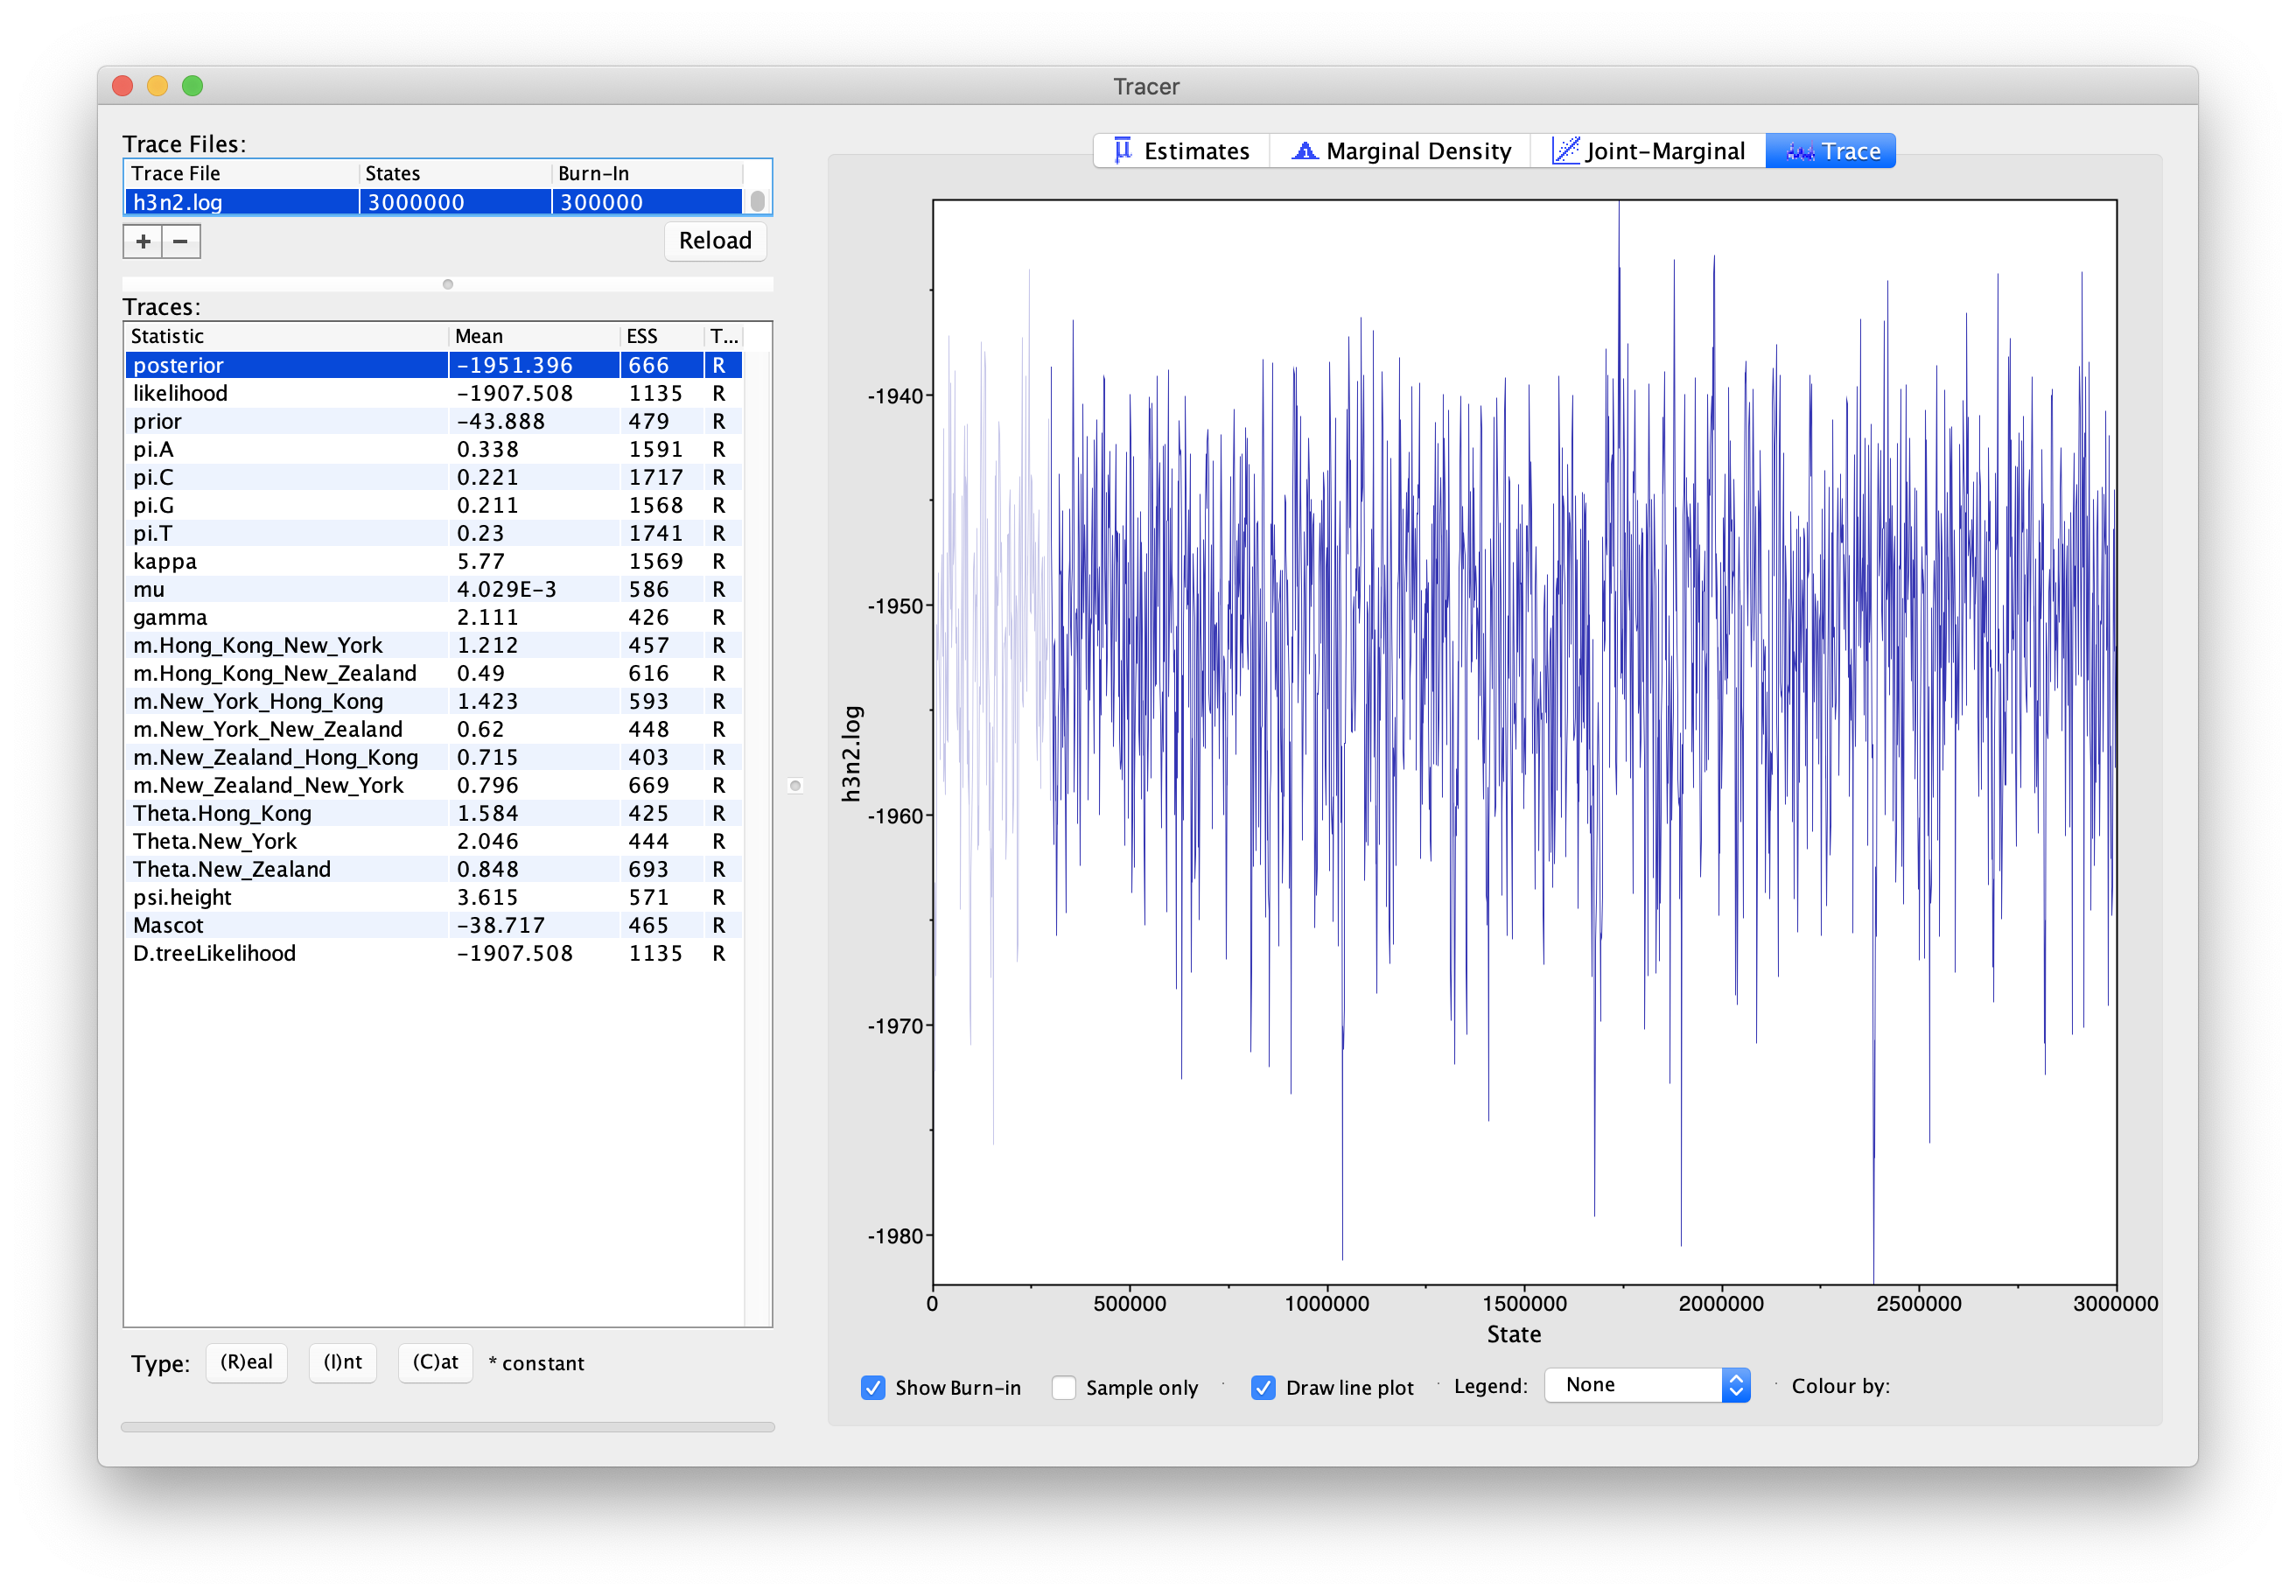 Tracer
Trace Files:
Trace File States Burn-In
h3n2.log 3000000 300000
+ −
Reload
Traces:
Statistic Mean ESS T...
posterior -1951.396 666 R
likelihood -1907.508 1135 R
prior -43.888 479 R
pi.A 0.338 1591 R
pi.C 0.221 1717 R
pi.G 0.211 1568 R
pi.T 0.23 1741 R
kappa 5.77 1569 R
mu 4.029E-3 586 R
gamma 2.111 426 R
m.Hong_Kong_New_York 1.212 457 R
m.Hong_Kong_New_Zealand 0.49 616 R
m.New_York_Hong_Kong 1.423 593 R
m.New_York_New_Zealand 0.62 448 R
m.New_Zealand_Hong_Kong 0.715 403 R
m.New_Zealand_New_York 0.796 669 R
Theta.Hong_Kong 1.584 425 R
Theta.New_York 2.046 444 R
Theta.New_Zealand 0.848 693 R
psi.height 3.615 571 R
Mascot -38.717 465 R
D.treeLikelihood -1907.508 1135 R
Type: (R)eal (I)nt (C)at * constant
Estimates Marginal Density Joint-Marginal Trace
h3n2.log
-1940
-1950
-1960
-1970
-1980
0 500000 1000000 1500000 2000000 2500000 3000000
State
Show Burn-in Sample only Draw line plot Legend: None Colour by: